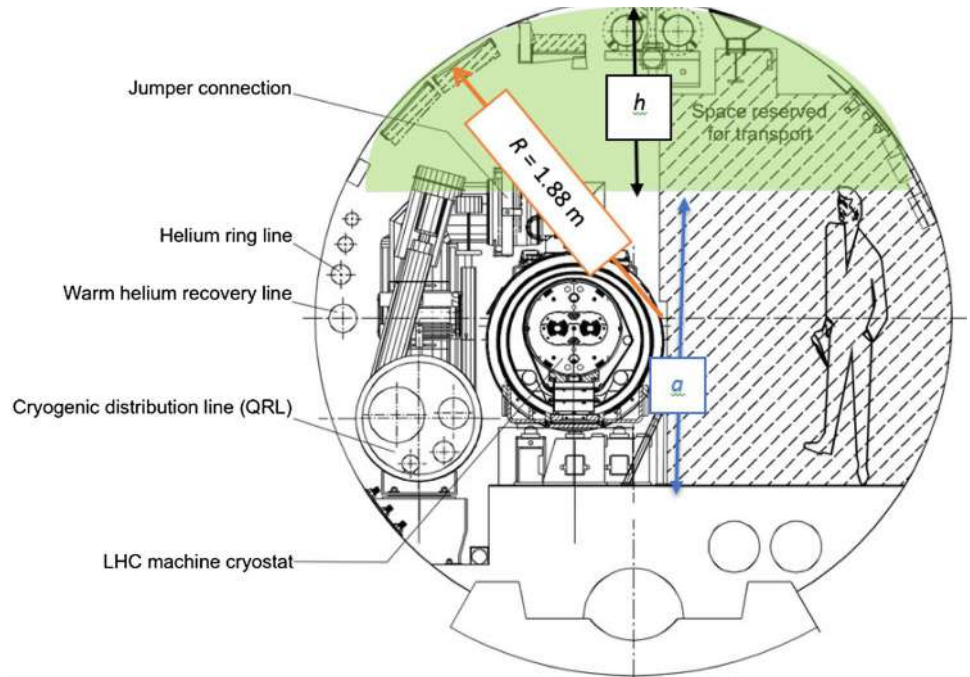 Jumper connection
Helium ring line
Warm helium recovery line
Cryogenic distribution line (QRL)
LHC machine cryostat
R = 1.88 m
h
Space reserved
for transport
a